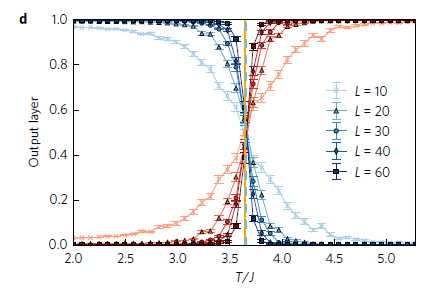 d
1.0
0.8
0.6
0.4
0.2
0.0
Output layer
L = 10
L = 20
L = 30
L = 40
L = 60
2.0 2.5 3.0 3.5 4.0 4.5 5.0
T/J